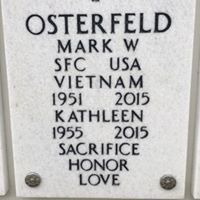 OSTERFELD
MARK W
SFC USA
VIETNAM
1951 2015
KATHLEEN
1955 2015
SACRIFICE
HONOR
LOVE